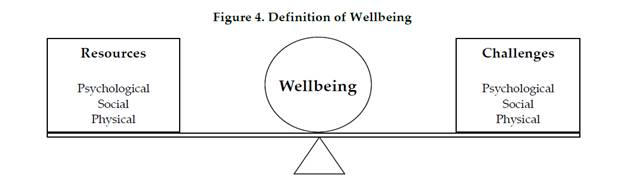 Figure 4. Definition of Wellbeing
Resources
Psychological
Social
Physical
Wellbeing
Challenges
Psychological
Social
Physical